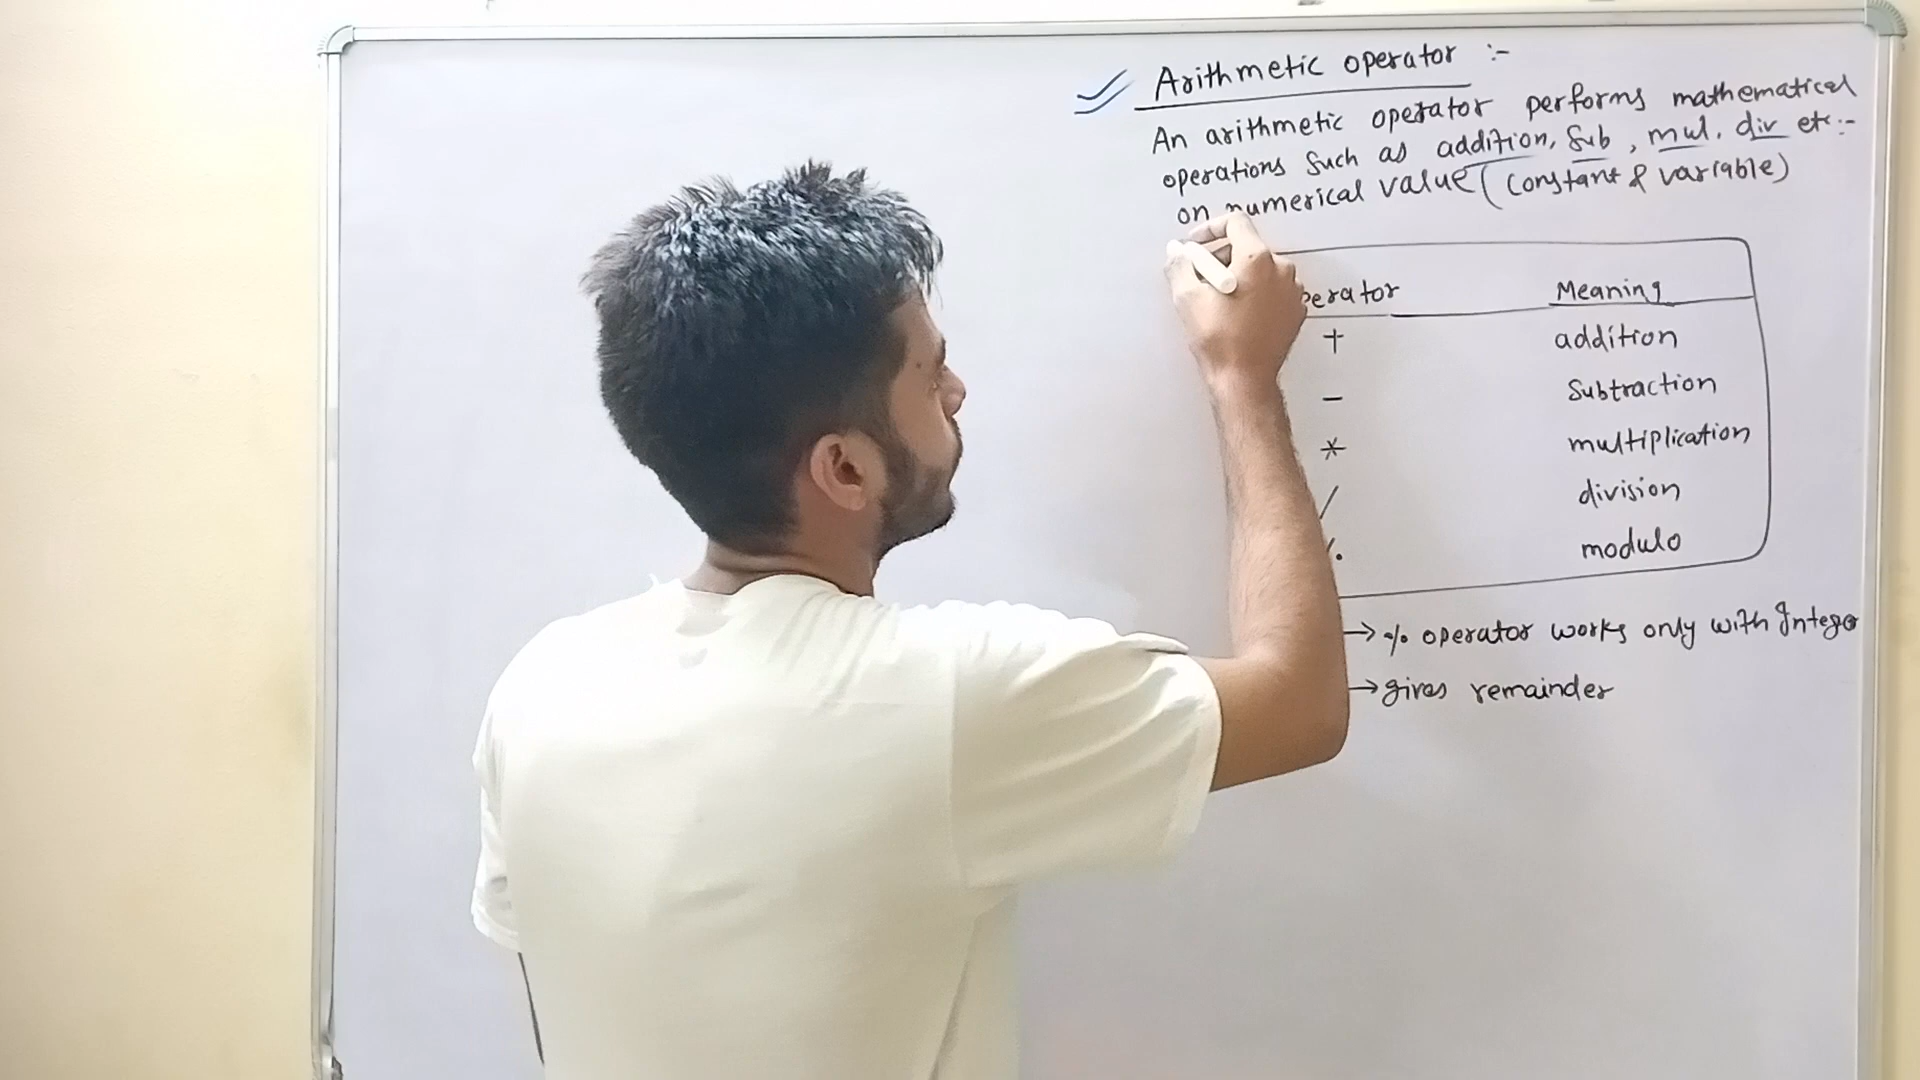 Arithmetic operator :-
An arithmetic operator performs mathematical
operations such as addition, Sub, mul, div etc:-
on numerical value (constant & variable)
perator Meaning
+ addition
- Subtraction
* multiplication
/ division
% modulo
→ % operator works only with Integer
→ gives remainder